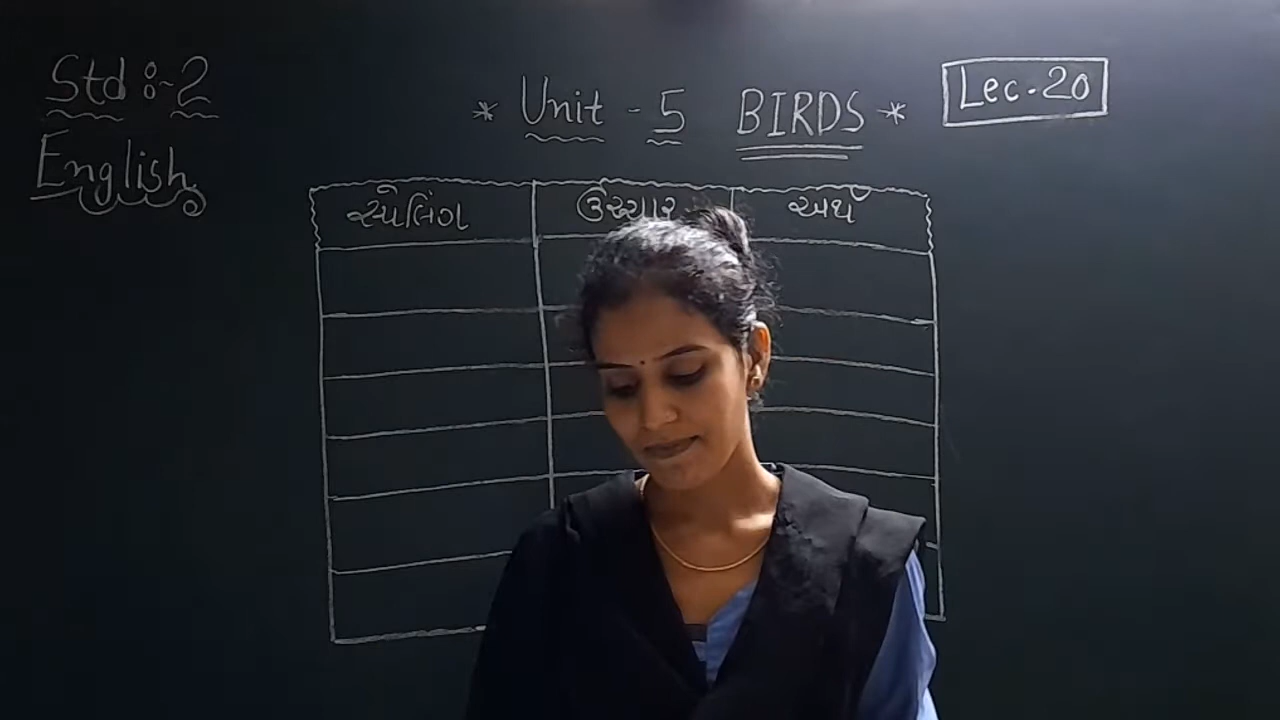 Std :- 2
English
* Unit - 5 BIRDS *
Lec. 20
સ્પેલિંગ ઉચ્ચાર અર્થ